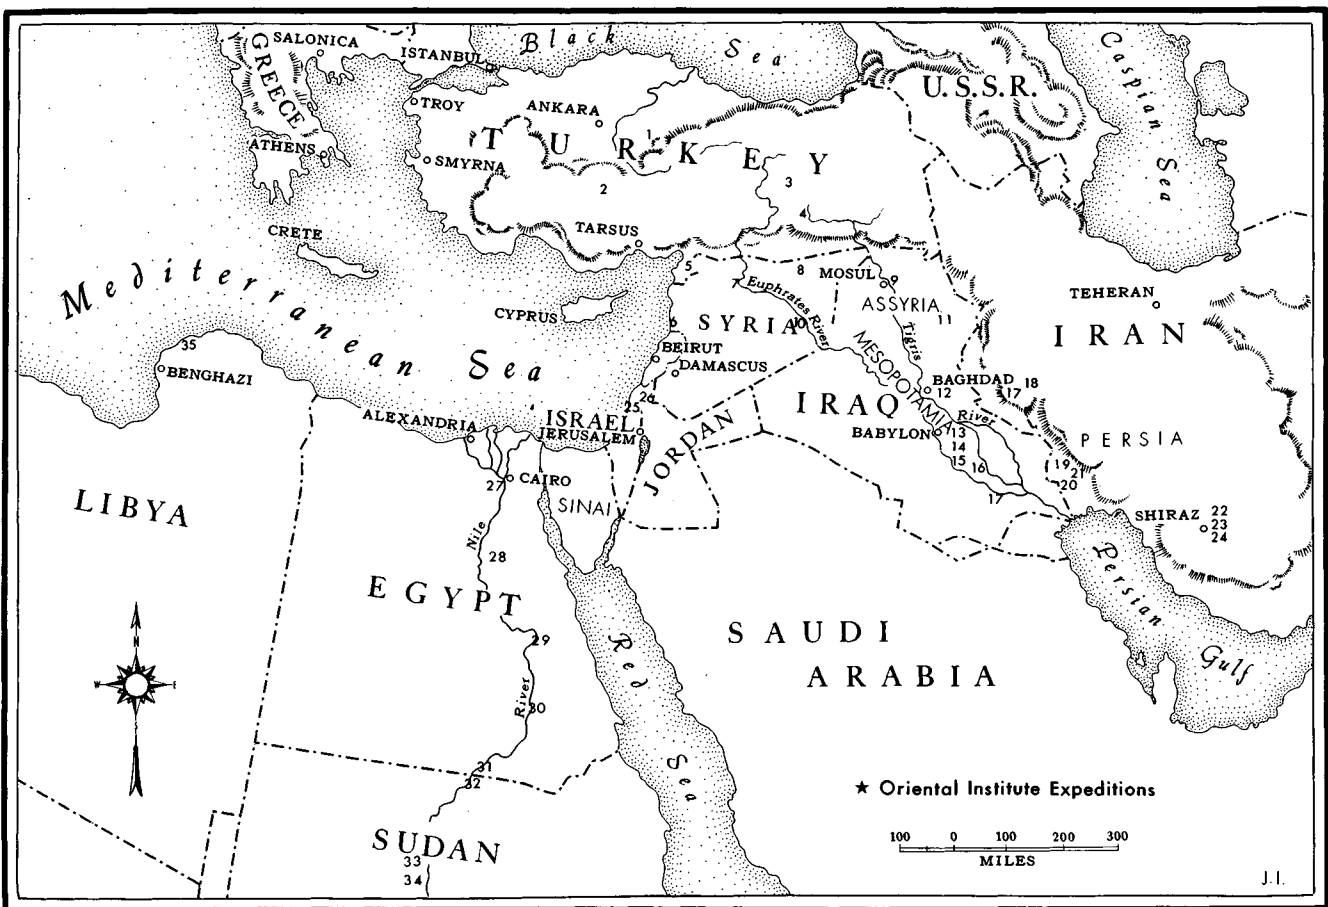 Black Sea
Caspian Sea
GREECE
SALONICA
ISTANBUL
U.S.S.R.
TROY
ANKARA
TURKEY
1
ATHENS
SMYRNA
2
3
4
CRETE
TARSUS
5
8
MOSUL
9
7
Euphrates River
ASSYRIA
TEHERAN
Mediterranean Sea
CYPRUS
6
SYRIA
10
Tigris River
11
IRAN
MESOPOTAMIA
35
BENGHAZI
BEIRUT
DAMASCUS
BAGHDAD
12
17
18
26
25
IRAQ
ALEXANDRIA
ISRAEL
JERUSALEM
JORDAN
BABYLON
13
14
15
16
17
PERSIA
19
20
21
27
CAIRO
SINAI
LIBYA
SHIRAZ
22
23
24
Nile River
28
EGYPT
Persian Gulf
29
Red Sea
SAUDI
ARABIA
30
N
W
31
32
★ Oriental Institute Expeditions
SUDAN
33
34
100 0 100 200 300
MILES
J.I.